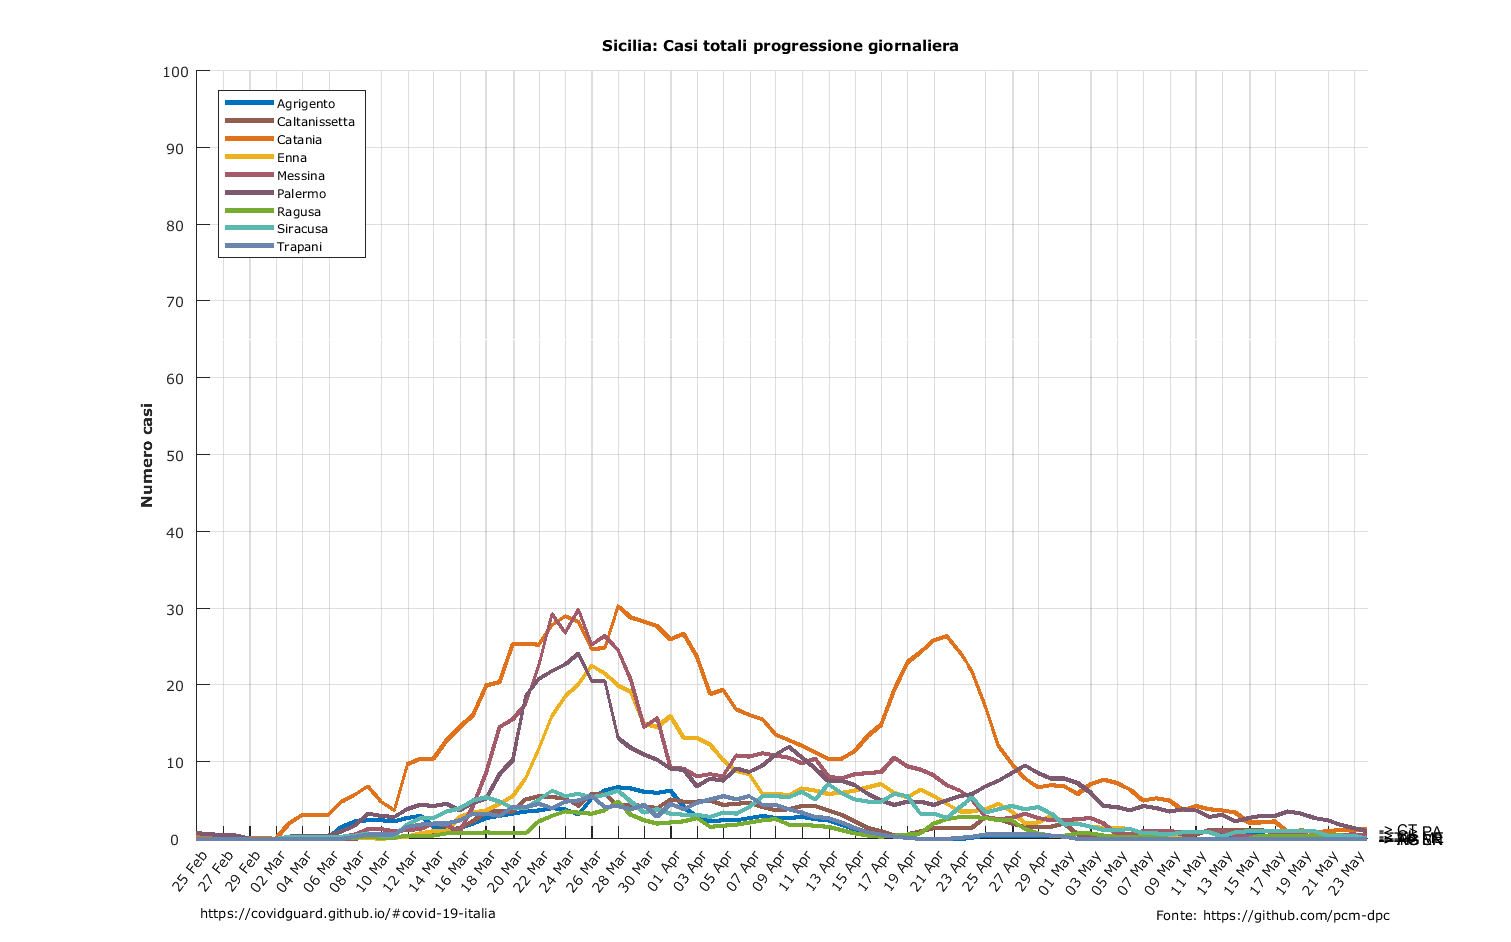 Sicilia: Casi totali progressione giornaliera
100
90
80
70
60
50
40
30
20
10
0
Numero casi
Agrigento
Caltanissetta
Catania
Enna
Messina
Palermo
Ragusa
Siracusa
Trapani
25 Feb
27 Feb
29 Feb
02 Mar
04 Mar
06 Mar
08 Mar
10 Mar
12 Mar
14 Mar
16 Mar
18 Mar
20 Mar
22 Mar
24 Mar
26 Mar
28 Mar
30 Mar
01 Apr
03 Apr
05 Apr
07 Apr
09 Apr
11 Apr
13 Apr
15 Apr
17 Apr
19 Apr
21 Apr
23 Apr
25 Apr
27 Apr
29 Apr
01 May
03 May
05 May
07 May
09 May
11 May
13 May
15 May
17 May
19 May
21 May
23 May
https://covidguard.github.io/#covid-19-italia
Fonte: https://github.com/pcm-dpc